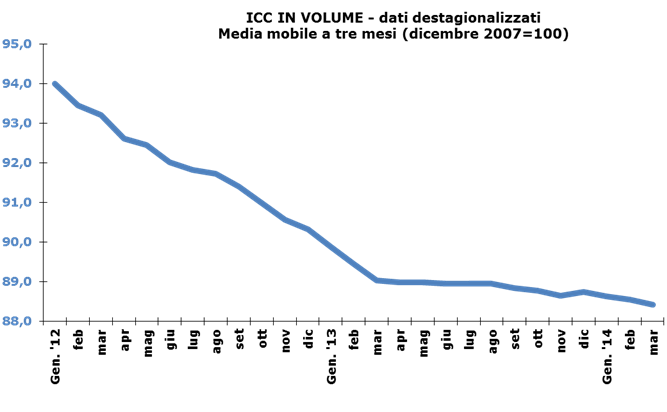 ICC IN VOLUME - dati destagionalizzati
Media mobile a tre mesi (dicembre 2007=100)
95,0
94,0
93,0
92,0
91,0
90,0
89,0
88,0
Gen. '12
feb
mar
apr
mag
giu
lug
ago
set
ott
nov
dic
Gen. '13
feb
mar
apr
mag
giu
lug
ago
set
ott
nov
dic
Gen. '14
feb
mar